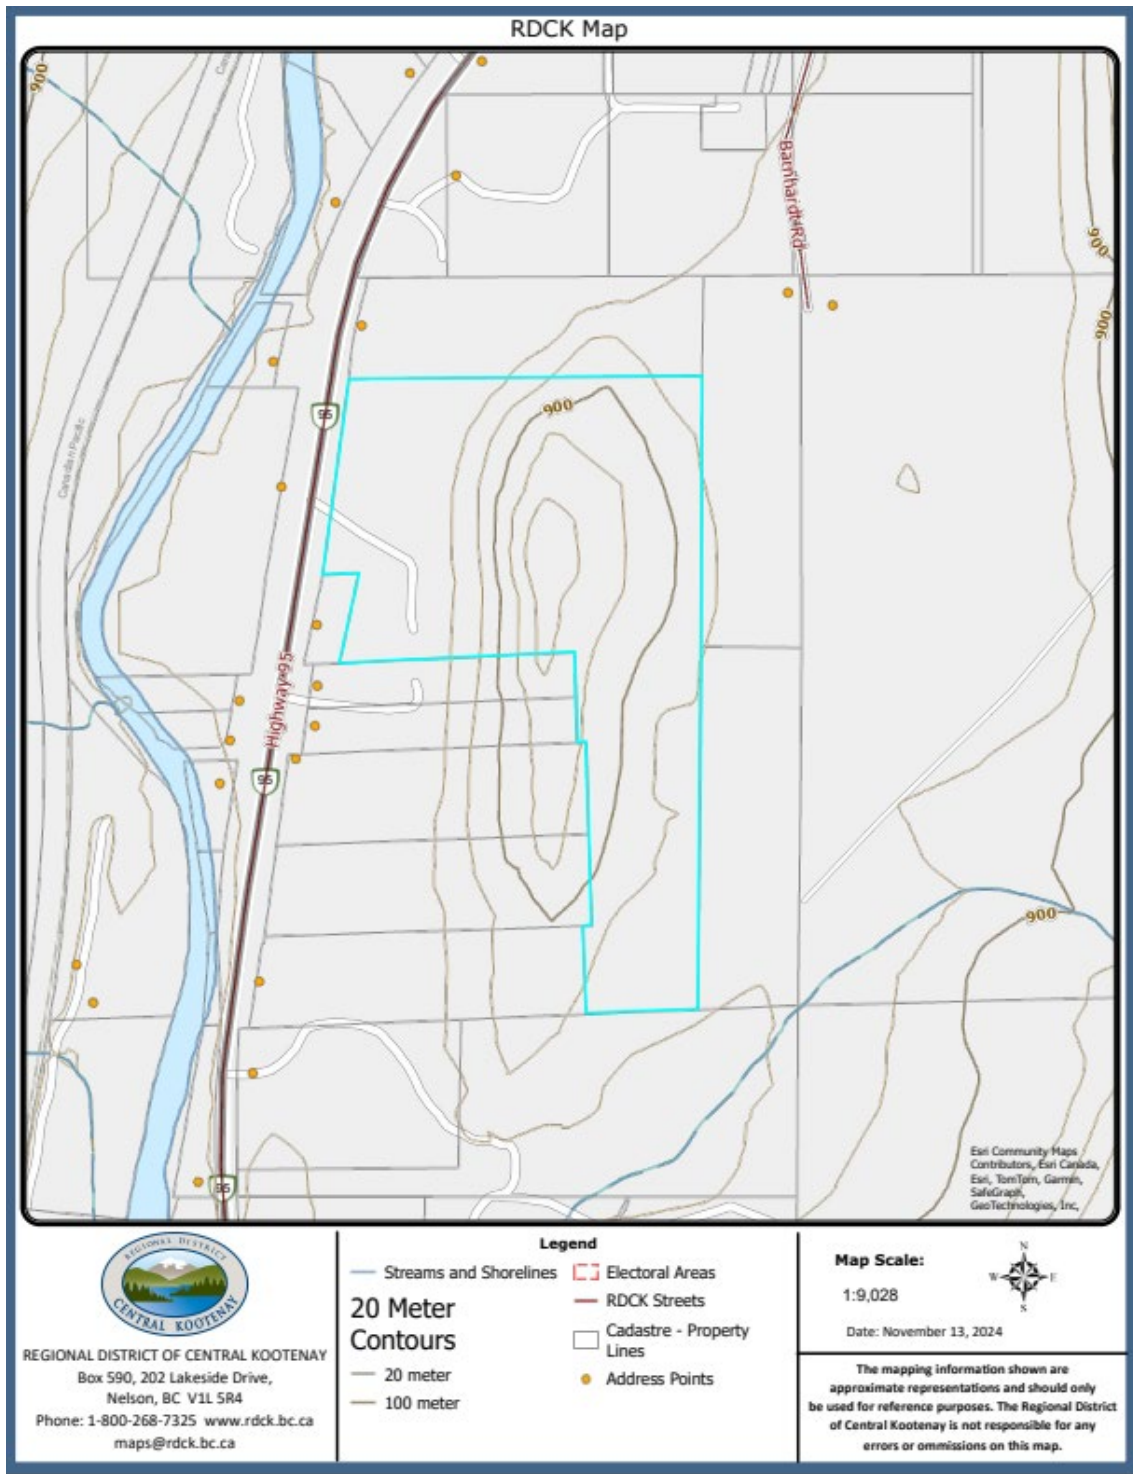 RDCK Map
900
Barnhardt Rd
900
900
95
900
Canadian Pacific
Highway 95
95
900
95
Esri Community Maps
Contributors, Esri Canada,
Esri, TomTom, Garmin,
SafeGraph,
GeoTechnologies, Inc,
REGIONAL DISTRICT
CENTRAL KOOTENAY
REGIONAL DISTRICT OF CENTRAL KOOTENAY
Box 590, 202 Lakeside Drive,
Nelson, BC V1L 5R4
Phone: 1-800-268-7325 www.rdck.bc.ca
maps@rdck.bc.ca
Legend
Streams and Shorelines
20 Meter
Contours
20 meter
100 meter
Electoral Areas
RDCK Streets
Cadastre - Property
Lines
Address Points
Map Scale:
1:9,028
N
W E
S
Date: November 13, 2024
The mapping information shown are
approximate representations and should only
be used for reference purposes. The Regional District
of Central Kootenay is not responsible for any
errors or ommissions on this map.